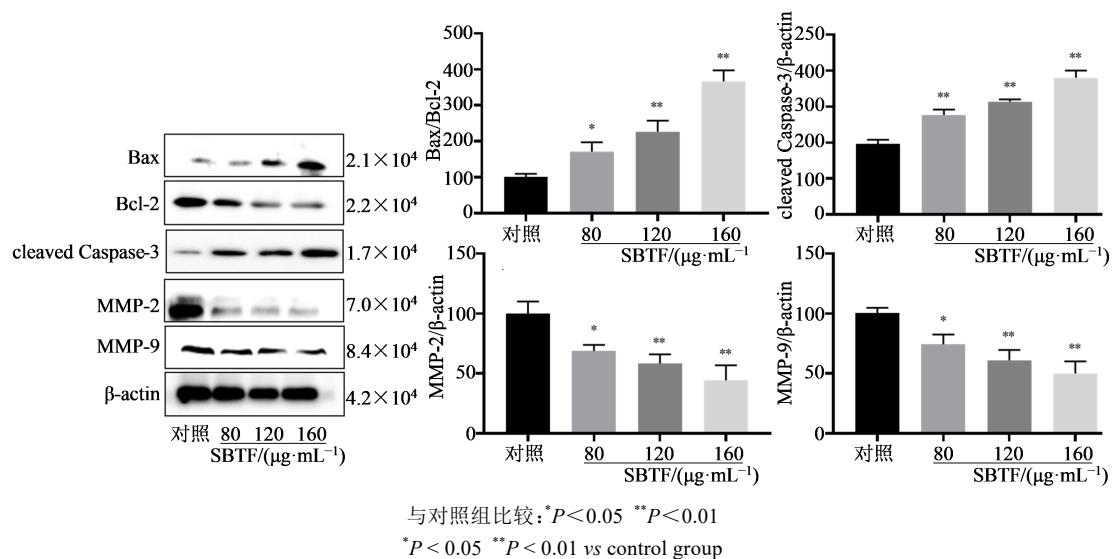 Bax
2.1×10⁴
Bcl-2
2.2×10⁴
cleaved Caspase-3
1.7×10⁴
MMP-2
7.0×10⁴
MMP-9
8.4×10⁴
β-actin
4.2×10⁴
对照 80 120 160
SBTF/(μg·mL⁻¹)
Bax/Bcl-2
500
400
300
200
100
0
*
**
**
对照 80 120 160
SBTF/(μg·mL⁻¹)
cleaved Caspase-3/β-actin
250
400
300
200
100
0
**
**
**
对照 80 120 160
SBTF/(μg·mL⁻¹)
MMP-2/β-actin
150
100
50
0
*
**
**
对照 80 120 160
SBTF/(μg·mL⁻¹)
MMP-9/β-actin
150
100
50
0
*
**
**
对照 80 120 160
SBTF/(μg·mL⁻¹)
与对照组比较:*P<0.05 **P<0.01
*P < 0.05 **P < 0.01 vs control group